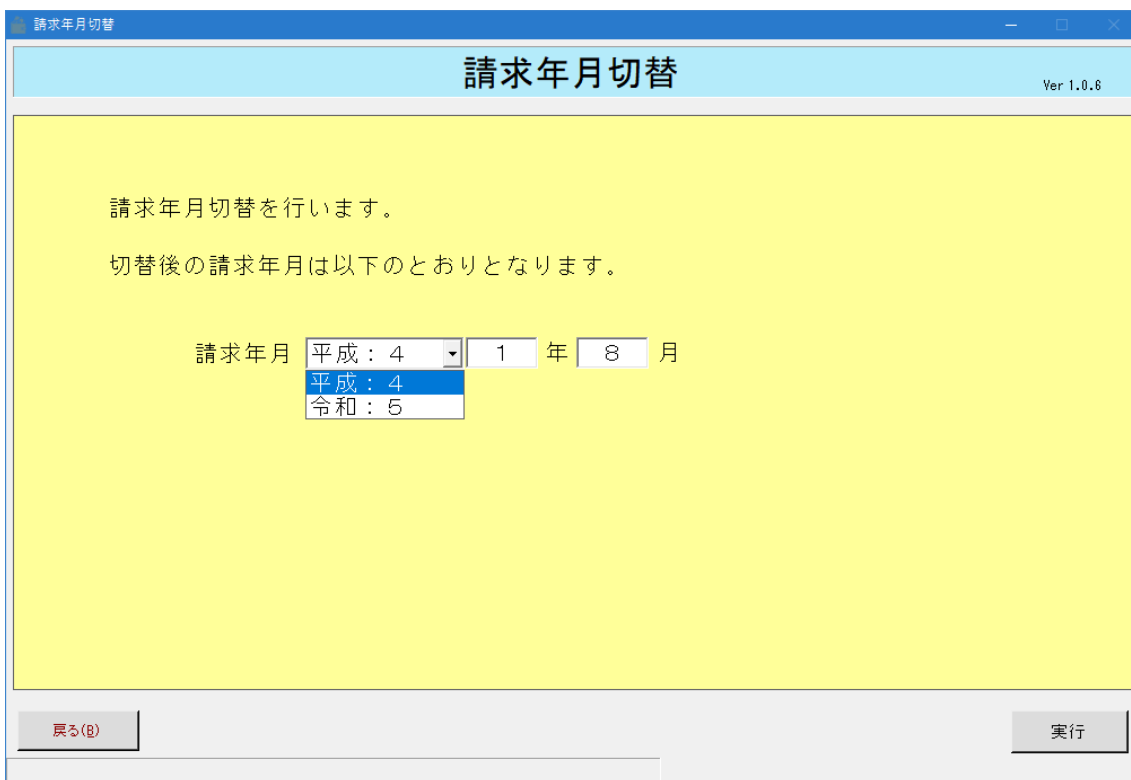 請求年月切替
請求年月切替
Ver 1.0.6
請求年月切替を行います。
切替後の請求年月は以下のとおりとなります。
請求年月 平成：４ １ 年 ８ 月
平成：４
令和：５
戻る(B)
実行